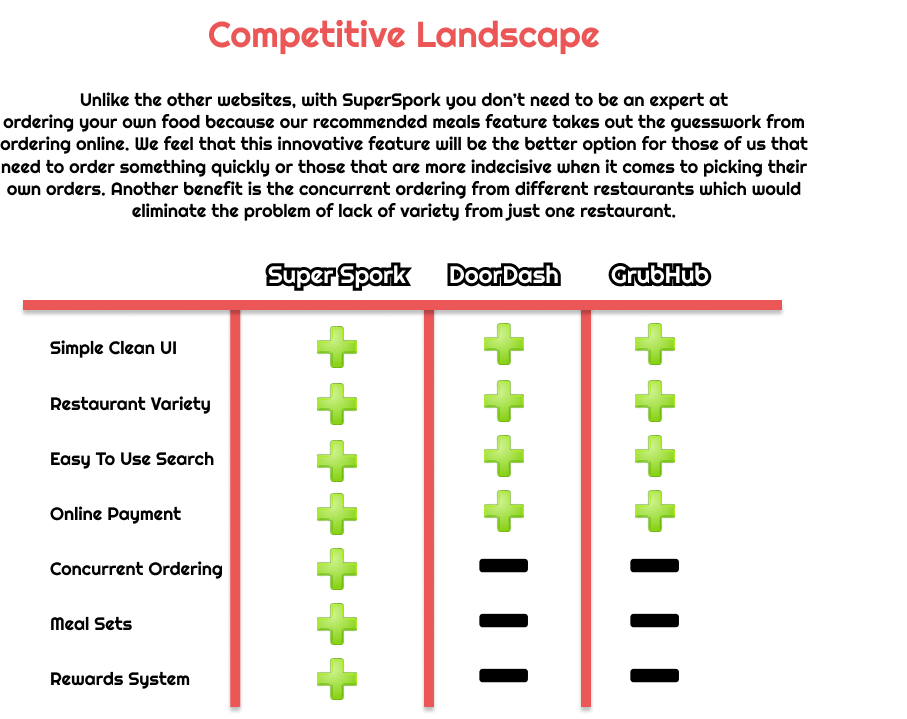 Competitive Landscape
Unlike the other websites, with SuperSpork you don't need to be an expert at
ordering your own food because our recommended meals feature takes out the guesswork from
ordering online. We feel that this innovative feature will be the better option for those of us that
need to order something quickly or those that are more indecisive when it comes to picking their
own orders. Another benefit is the concurrent ordering from different restaurants which would
eliminate the problem of lack of variety from just one restaurant.
Super Spork DoorDash GrubHub
Simple Clean UI
Restaurant Variety
Easy To Use Search
Online Payment
Concurrent Ordering
Meal Sets
Rewards System